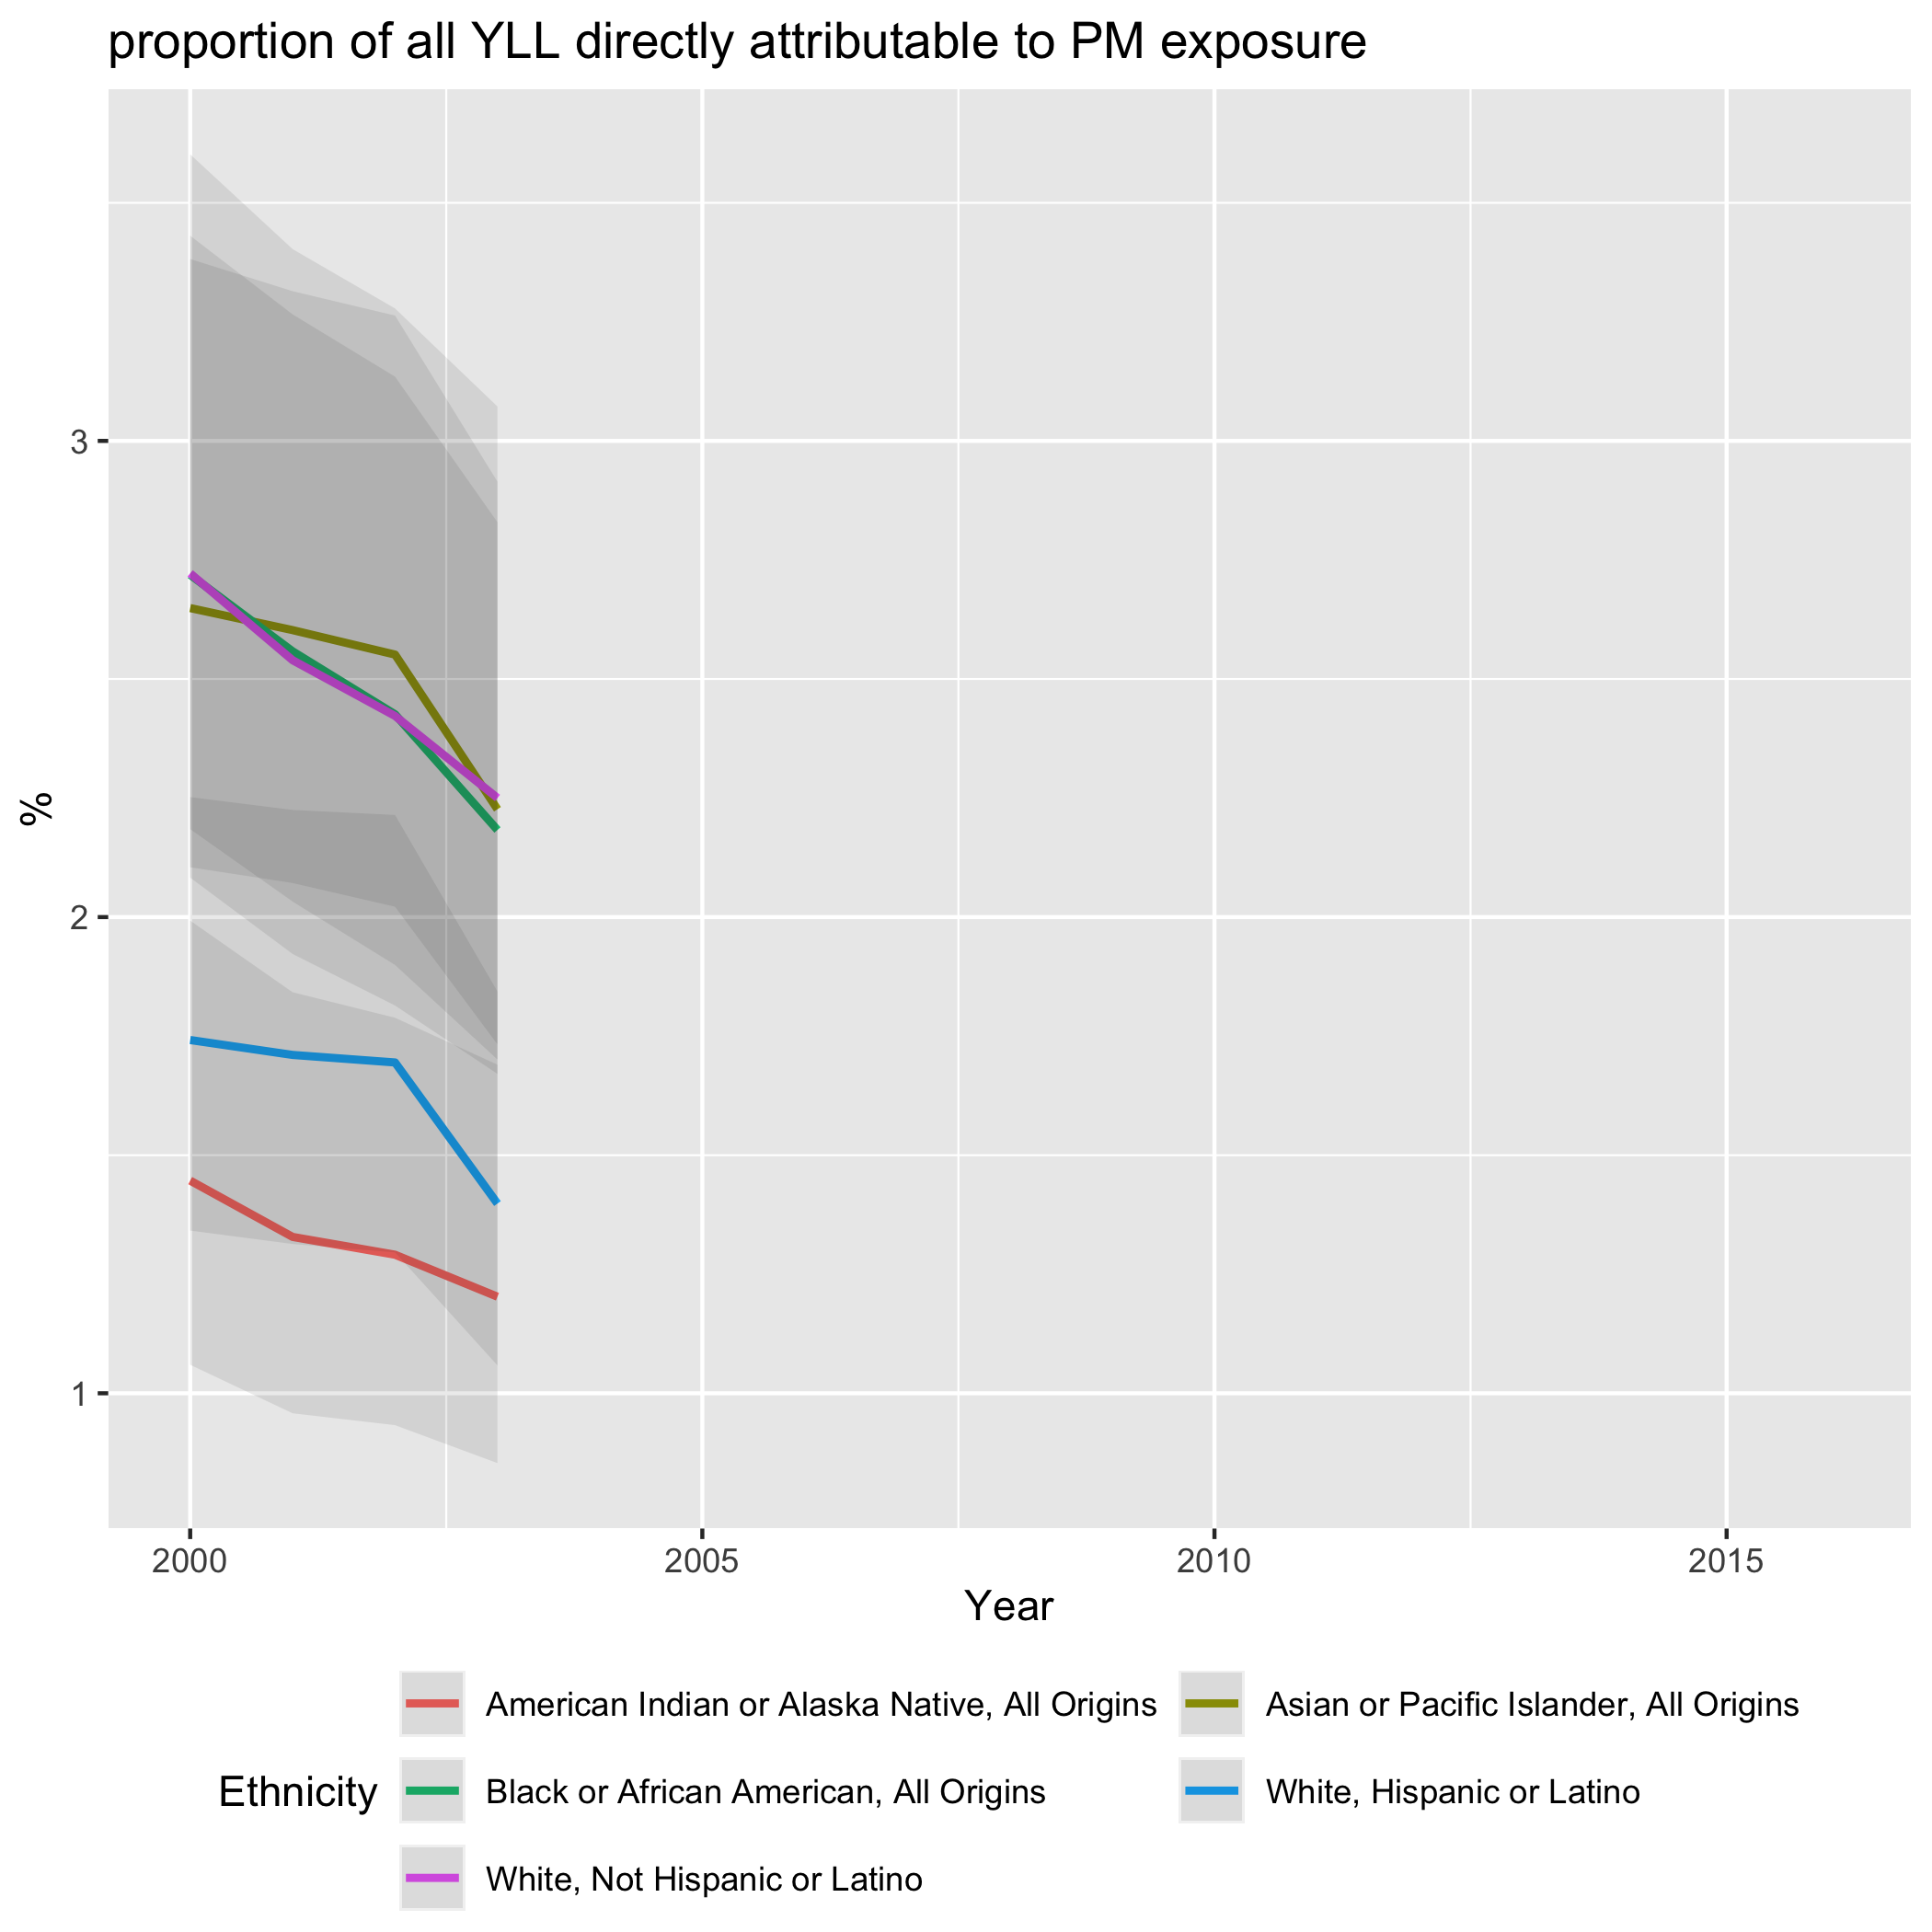 proportion of all YLL directly attributable to PM exposure
%
3
2
1
2000 2005 2010 2015
Year
Ethnicity
American Indian or Alaska Native, All Origins
Asian or Pacific Islander, All Origins
Black or African American, All Origins
White, Hispanic or Latino
White, Not Hispanic or Latino